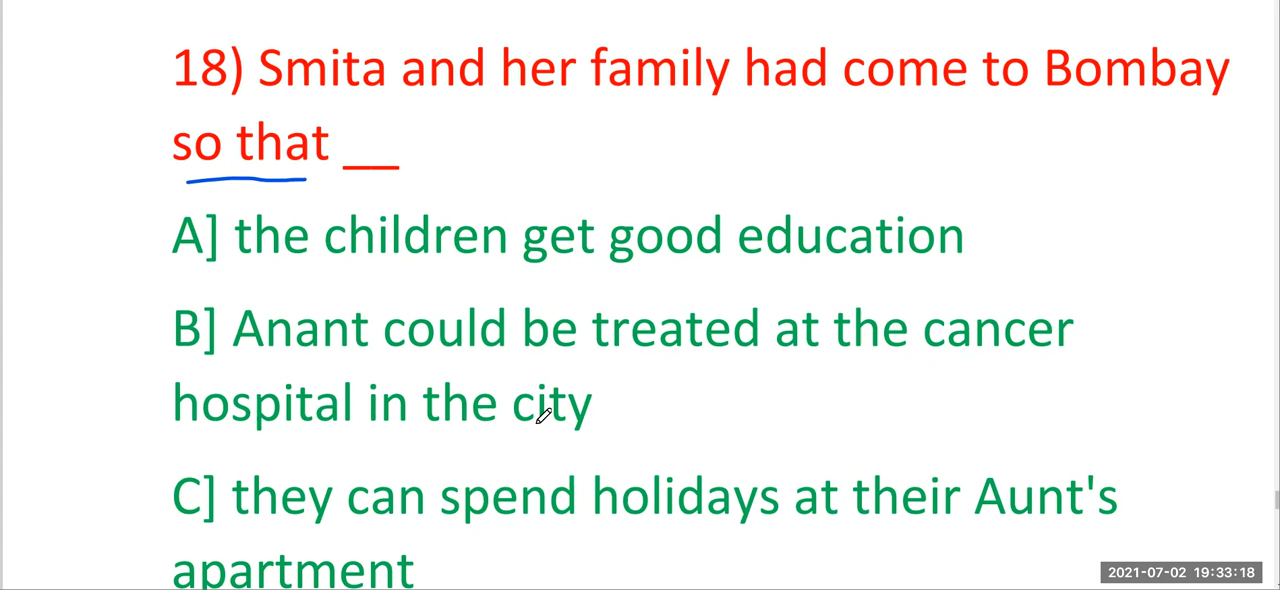 18) Smita and her family had come to Bombay
so that __
A] the children get good education
B] Anant could be treated at the cancer
hospital in the city
C] they can spend holidays at their Aunt's
apartment
2021-07-02 19:33:18